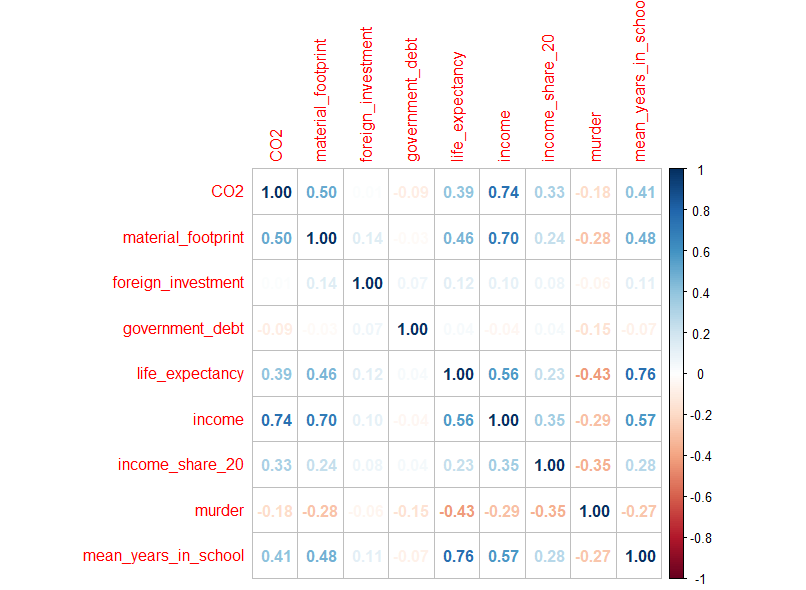 CO2
material_footprint
foreign_investment
government_debt
life_expectancy
income
income_share_20
murder
mean_years_in_schoo
CO2 1.00 0.50 -0.09 0.39 0.74 0.33 -0.18 0.41
material_footprint 0.50 1.00 0.14 0.46 0.70 0.24 -0.28 0.48
foreign_investment 0.14 1.00 0.07 0.12 0.10 0.08 -0.06 0.11
government_debt -0.09 -0.03 0.07 1.00 0.04 -0.04 0.04 -0.15 -0.07
life_expectancy 0.39 0.46 0.12 0.04 1.00 0.56 0.23 -0.43 0.76
income 0.74 0.70 0.10 -0.04 0.56 1.00 0.35 -0.29 0.57
income_share_20 0.33 0.24 0.08 0.04 0.23 0.35 1.00 -0.35 0.28
murder -0.18 -0.28 -0.06 -0.15 -0.43 -0.29 -0.35 1.00 -0.27
mean_years_in_school 0.41 0.48 0.11 -0.07 0.76 0.57 0.28 -0.27 1.00
1
0.8
0.6
0.4
0.2
0
-0.2
-0.4
-0.6
-0.8
-1